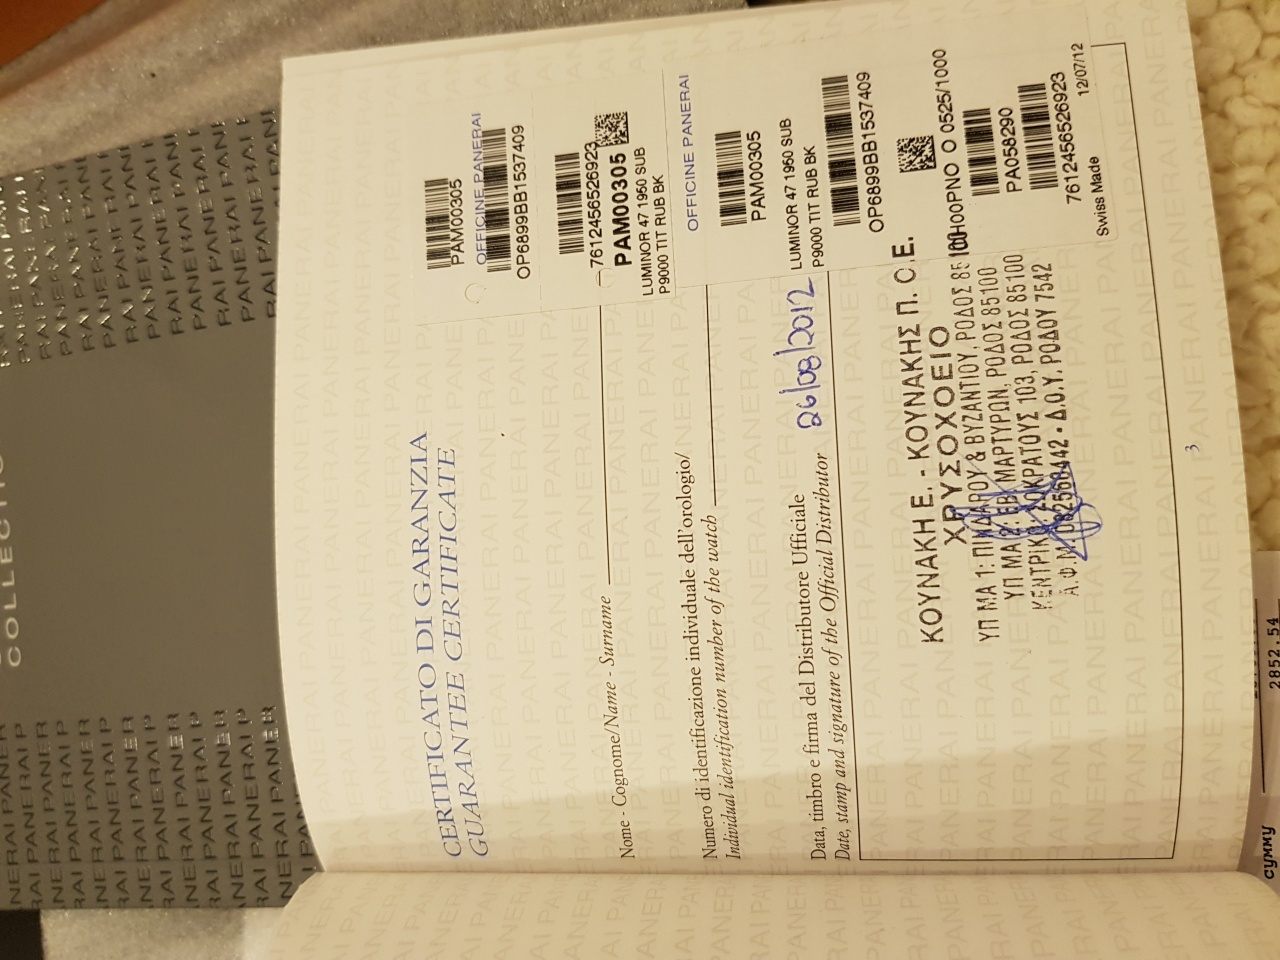 COLLECTIO
CERTIFICATO DI GARANZIA
GUARANTEE CERTIFICATE
PAM00305
OFFICINE PANERAI
OP6899BB1537409
7612456526923
PAM00305
LUMINOR 47 1950 SUB
P9000 TIT RUB BK
Nome - Cognome/Name - Surname
Numero di identificazione individuale dell'orologio/
Individual identification number of the watch
OFFICINE PANERAI
PAM00305
LUMINOR 47 1950 SUB
P9000 TIT RUB BK
OP6899BB1537409
OOPNO O 0525/1000
PA058290
7612456526923
Swiss Made
12/07/12
Data, timbro e firma del Distributore Ufficiale 26/08/2012
Date, stamp and signature of the Official Distributor
ΚΟΥΝΑΚΗ Ε. - ΚΟΥΝΑΚΗΣ Π. Ο.Ε.
ΧΡΥΣΟΧΟΕΙΟ
ΥΠ ΜΑ 1: ΠΙΝΔΑΡΟΥ & ΒΥΖΑΝΤΙΟΥ, ΡΟΔΟΣ 85100
ΥΠ ΜΑ 2: ΕΘ. ΜΑΡΤΥΡΩΝ, ΡΟΔΟΣ 85100
ΚΕΝΤΡΙΚΟ: ΣΩΚΡΑΤΟΥΣ 103, ΡΟΔΟΣ 85100
Α.Φ.Μ. - Δ.Ο.Υ. ΡΟΔΟΥ 7542
3
2852.54
сумму